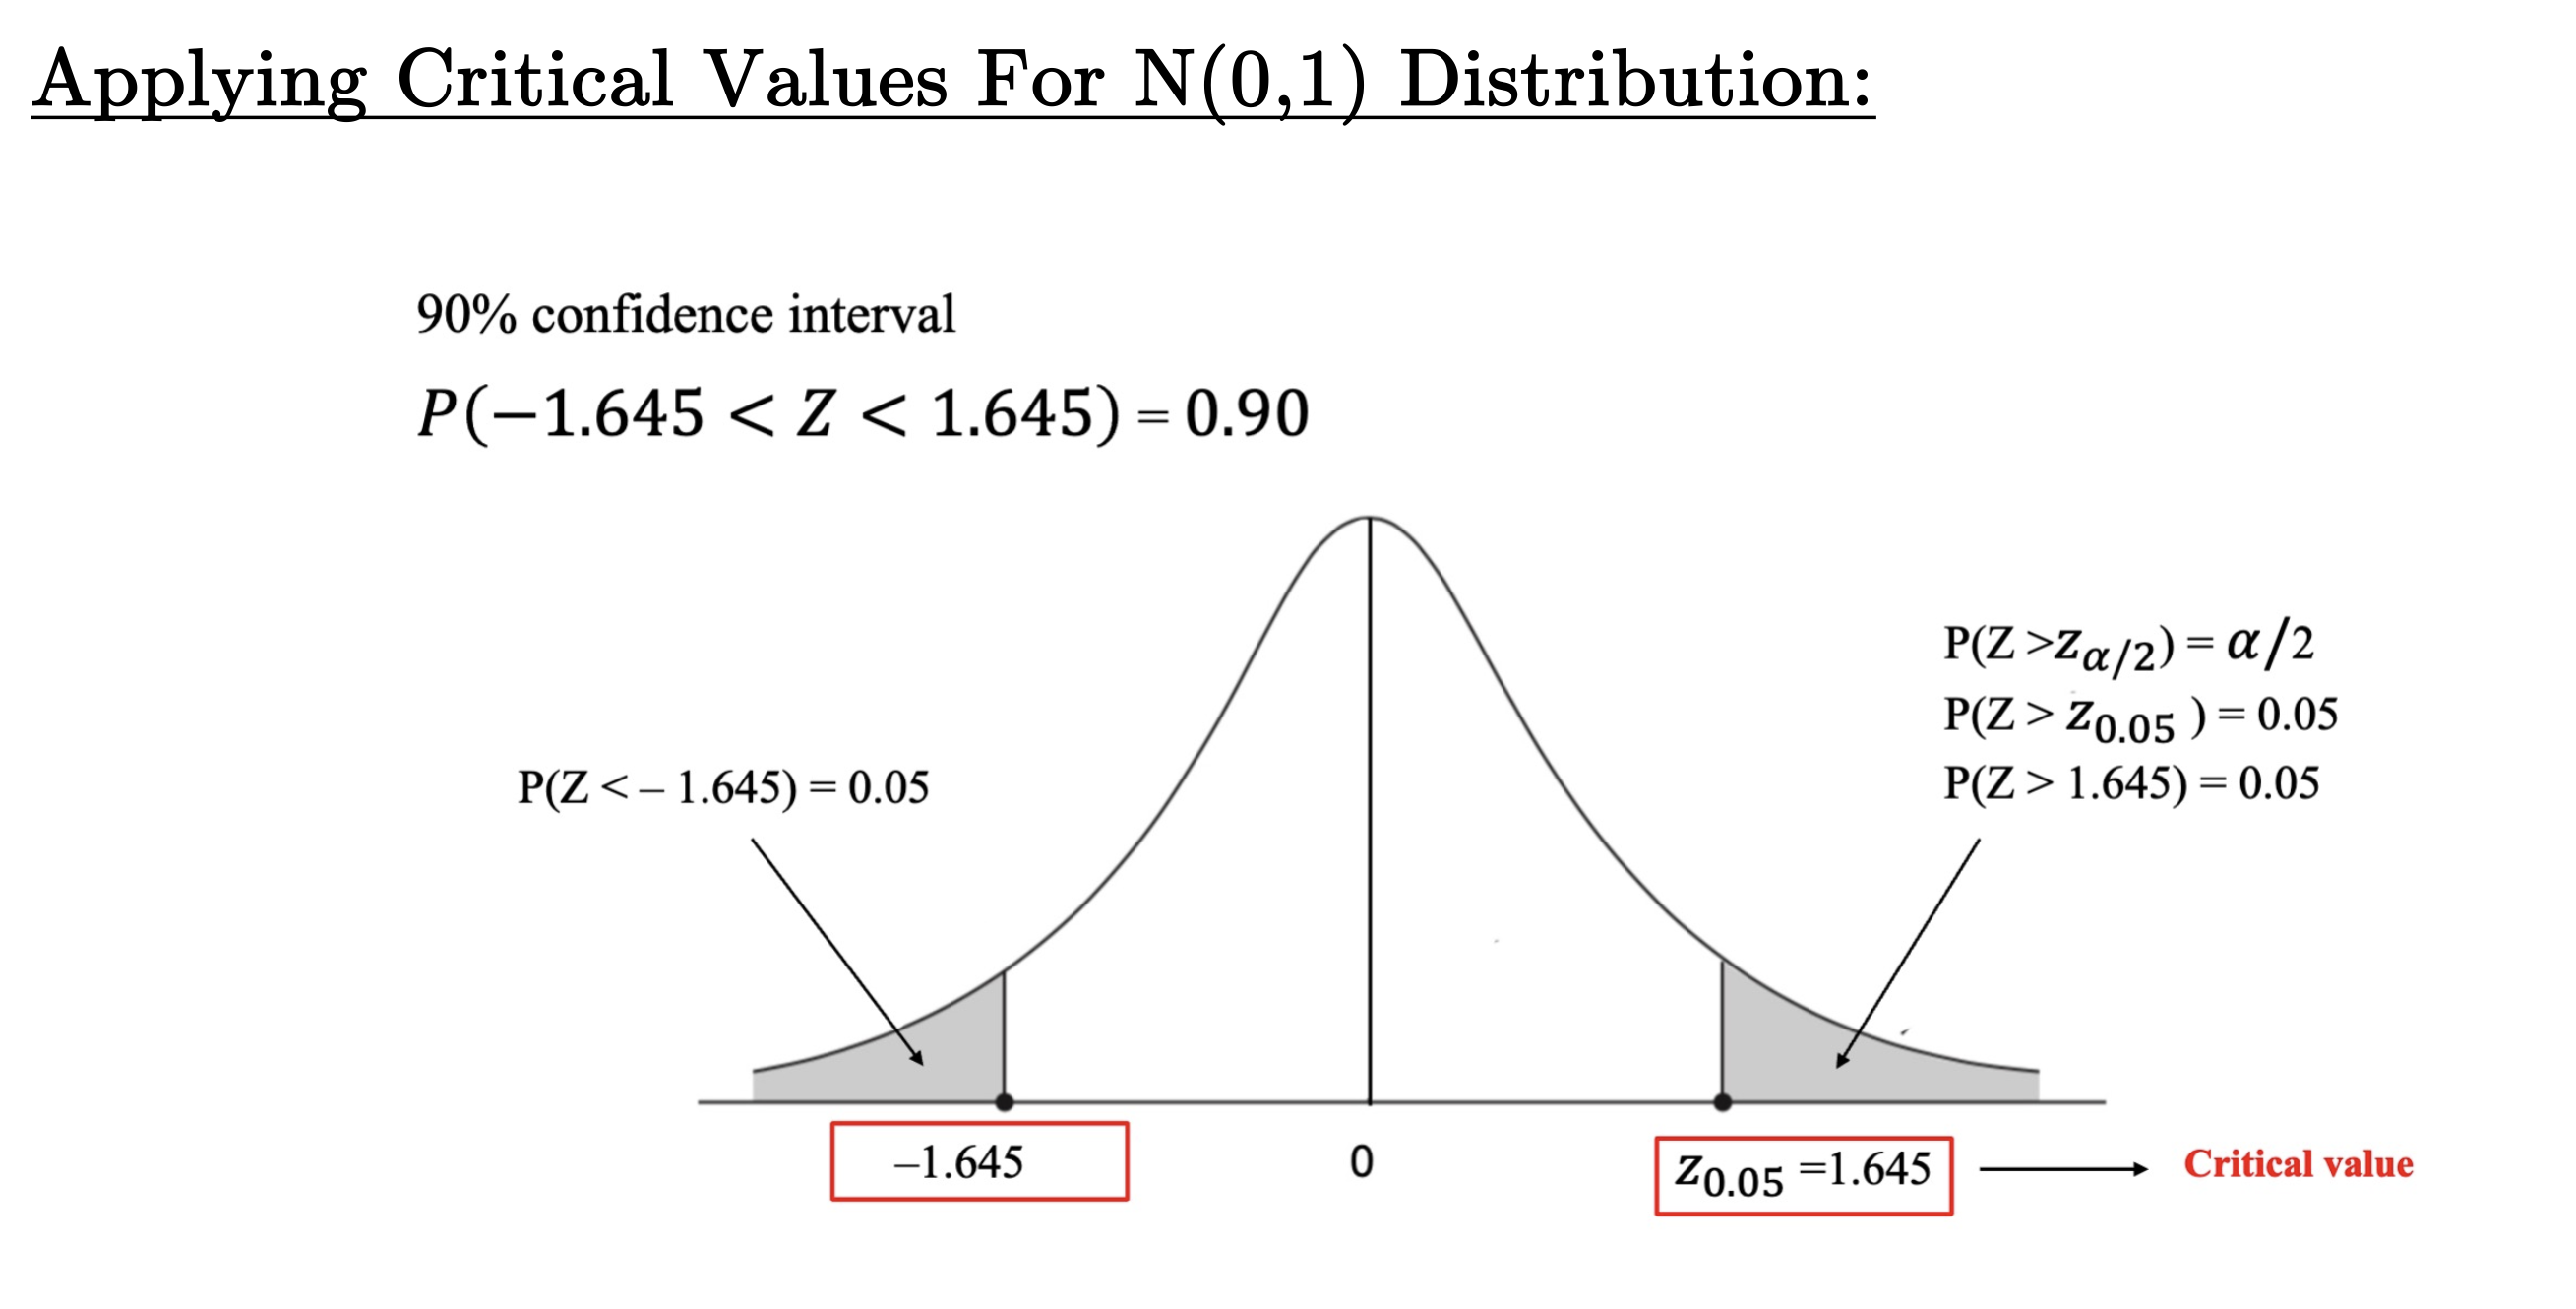 Applying Critical Values For N(0,1) Distribution:
90% confidence interval
P(−1.645 < Z < 1.645) = 0.90
P(Z >z_{α/2}) = α/2
P(Z > z_{0.05} ) = 0.05
P(Z > 1.645) = 0.05
P(Z < – 1.645) = 0.05
–1.645
0
z_{0.05} =1.645
Critical value